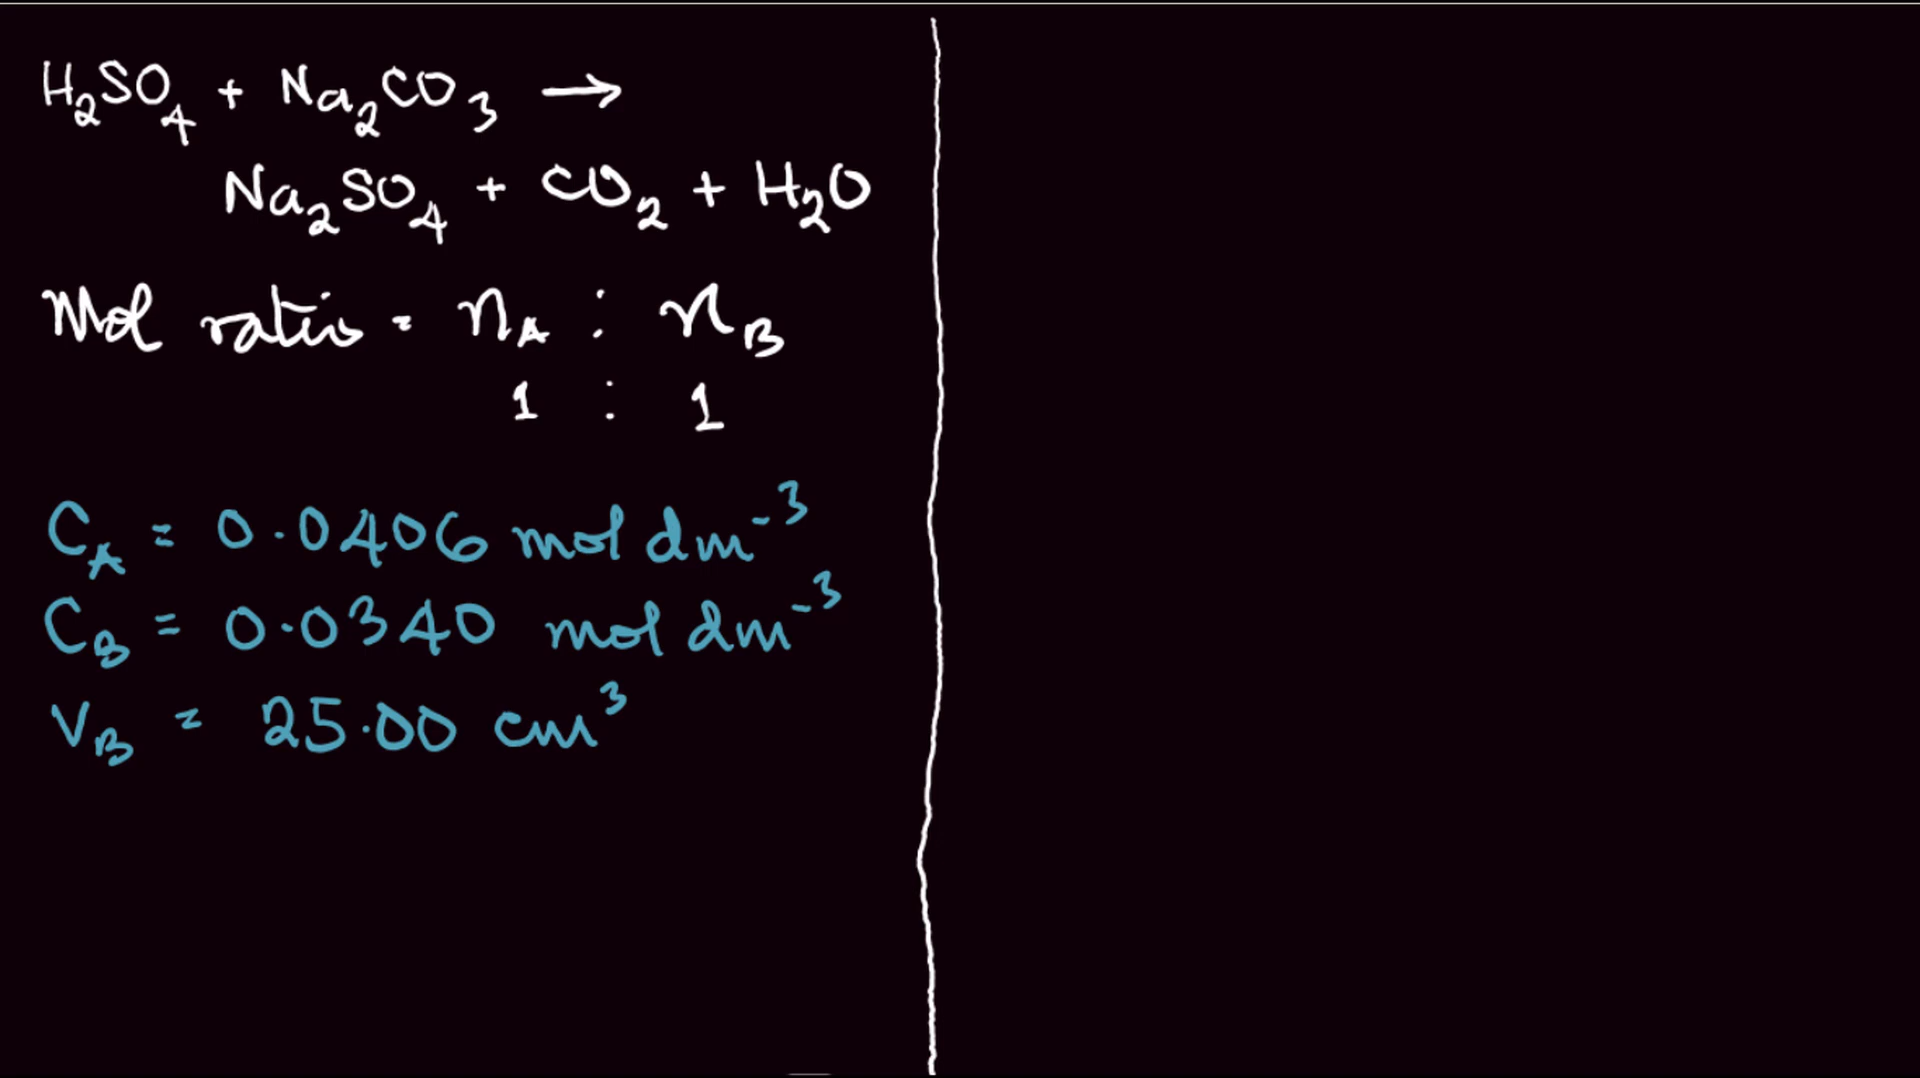 H₂SO₄ + Na₂CO₃ →
Na₂SO₄ + CO₂ + H₂O
Mol ratio = nA : nB
1 : 1
CA = 0.0406 mol dm⁻³
CB = 0.0340 mol dm⁻³
VB = 25.00 cm³